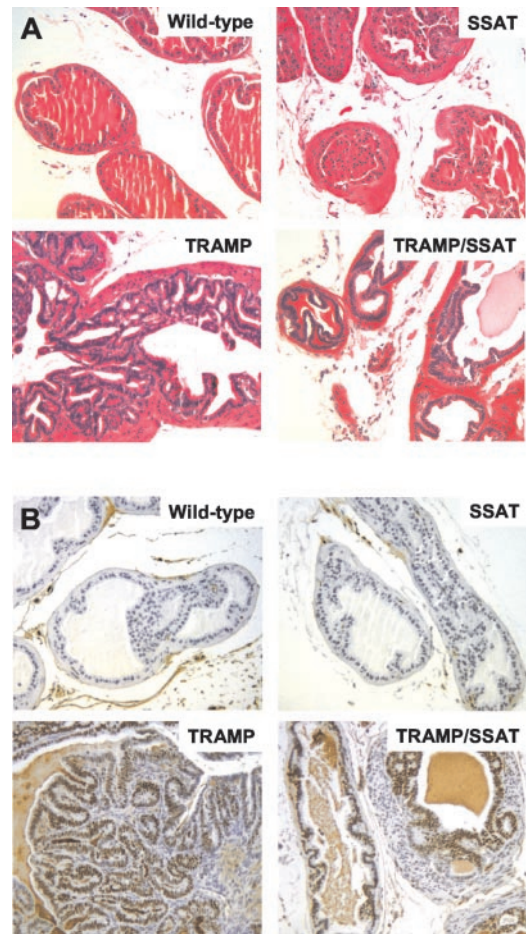 A
Wild-type
SSAT
TRAMP
TRAMP/SSAT
B
Wild-type
SSAT
TRAMP
TRAMP/SSAT